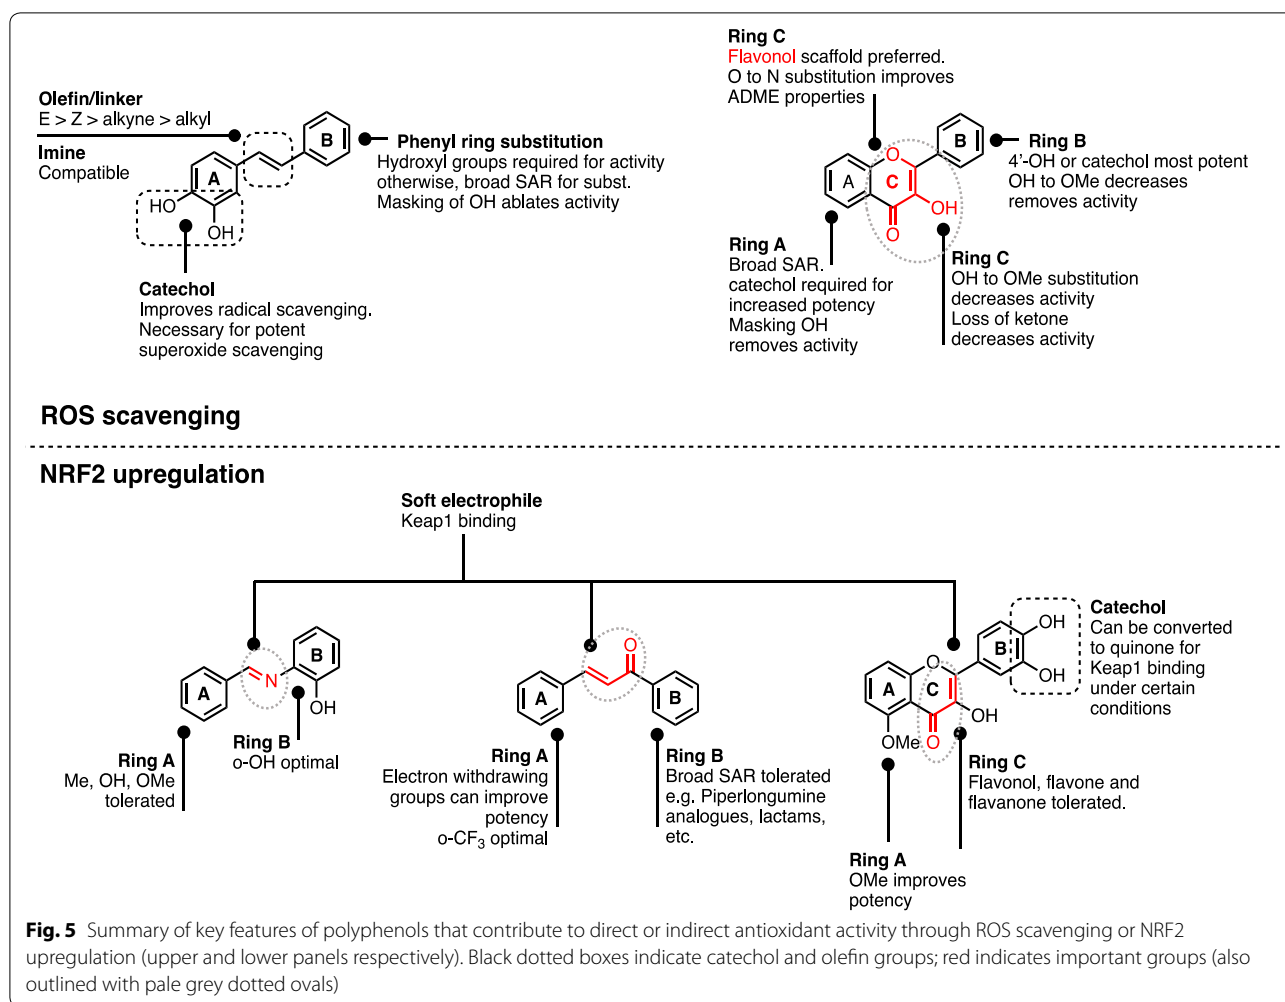 Olefin/linker
E > Z > alkyne > alkyl
Imine
Compatible
A
B
HO
OH
Phenyl ring substitution
Hydroxyl groups required for activity
otherwise, broad SAR for subst.
Masking of OH ablates activity
Catechol
Improves radical scavenging.
Necessary for potent
superoxide scavenging
Ring C
Flavonol scaffold preferred.
O to N substitution improves
ADME properties
A
C
B
O
OH
O
Ring B
4'-OH or catechol most potent
OH to OMe decreases
removes activity
Ring A
Broad SAR.
catechol required for
increased potency
Masking OH
removes activity
Ring C
OH to OMe substitution
decreases activity
Loss of ketone
decreases activity
ROS scavenging
NRF2 upregulation
Soft electrophile
Keap1 binding
A
N
B
OH
Ring A
Me, OH, OMe
tolerated
Ring B
o-OH optimal
A
O
B
Ring A
Electron withdrawing
groups can improve
potency
o-CF3 optimal
Ring B
Broad SAR tolerated
e.g. Piperlongumine
analogues, lactams,
etc.
A
C
B
O
OH
OH
OH
OMe
O
Catechol
Can be converted
to quinone for
Keap1 binding
under certain
conditions
Ring C
Flavonol, flavone and
flavanone tolerated.
Ring A
OMe improves
potency
Fig. 5 Summary of key features of polyphenols that contribute to direct or indirect antioxidant activity through ROS scavenging or NRF2
upregulation (upper and lower panels respectively). Black dotted boxes indicate catechol and olefin groups; red indicates important groups (also
outlined with pale grey dotted ovals)